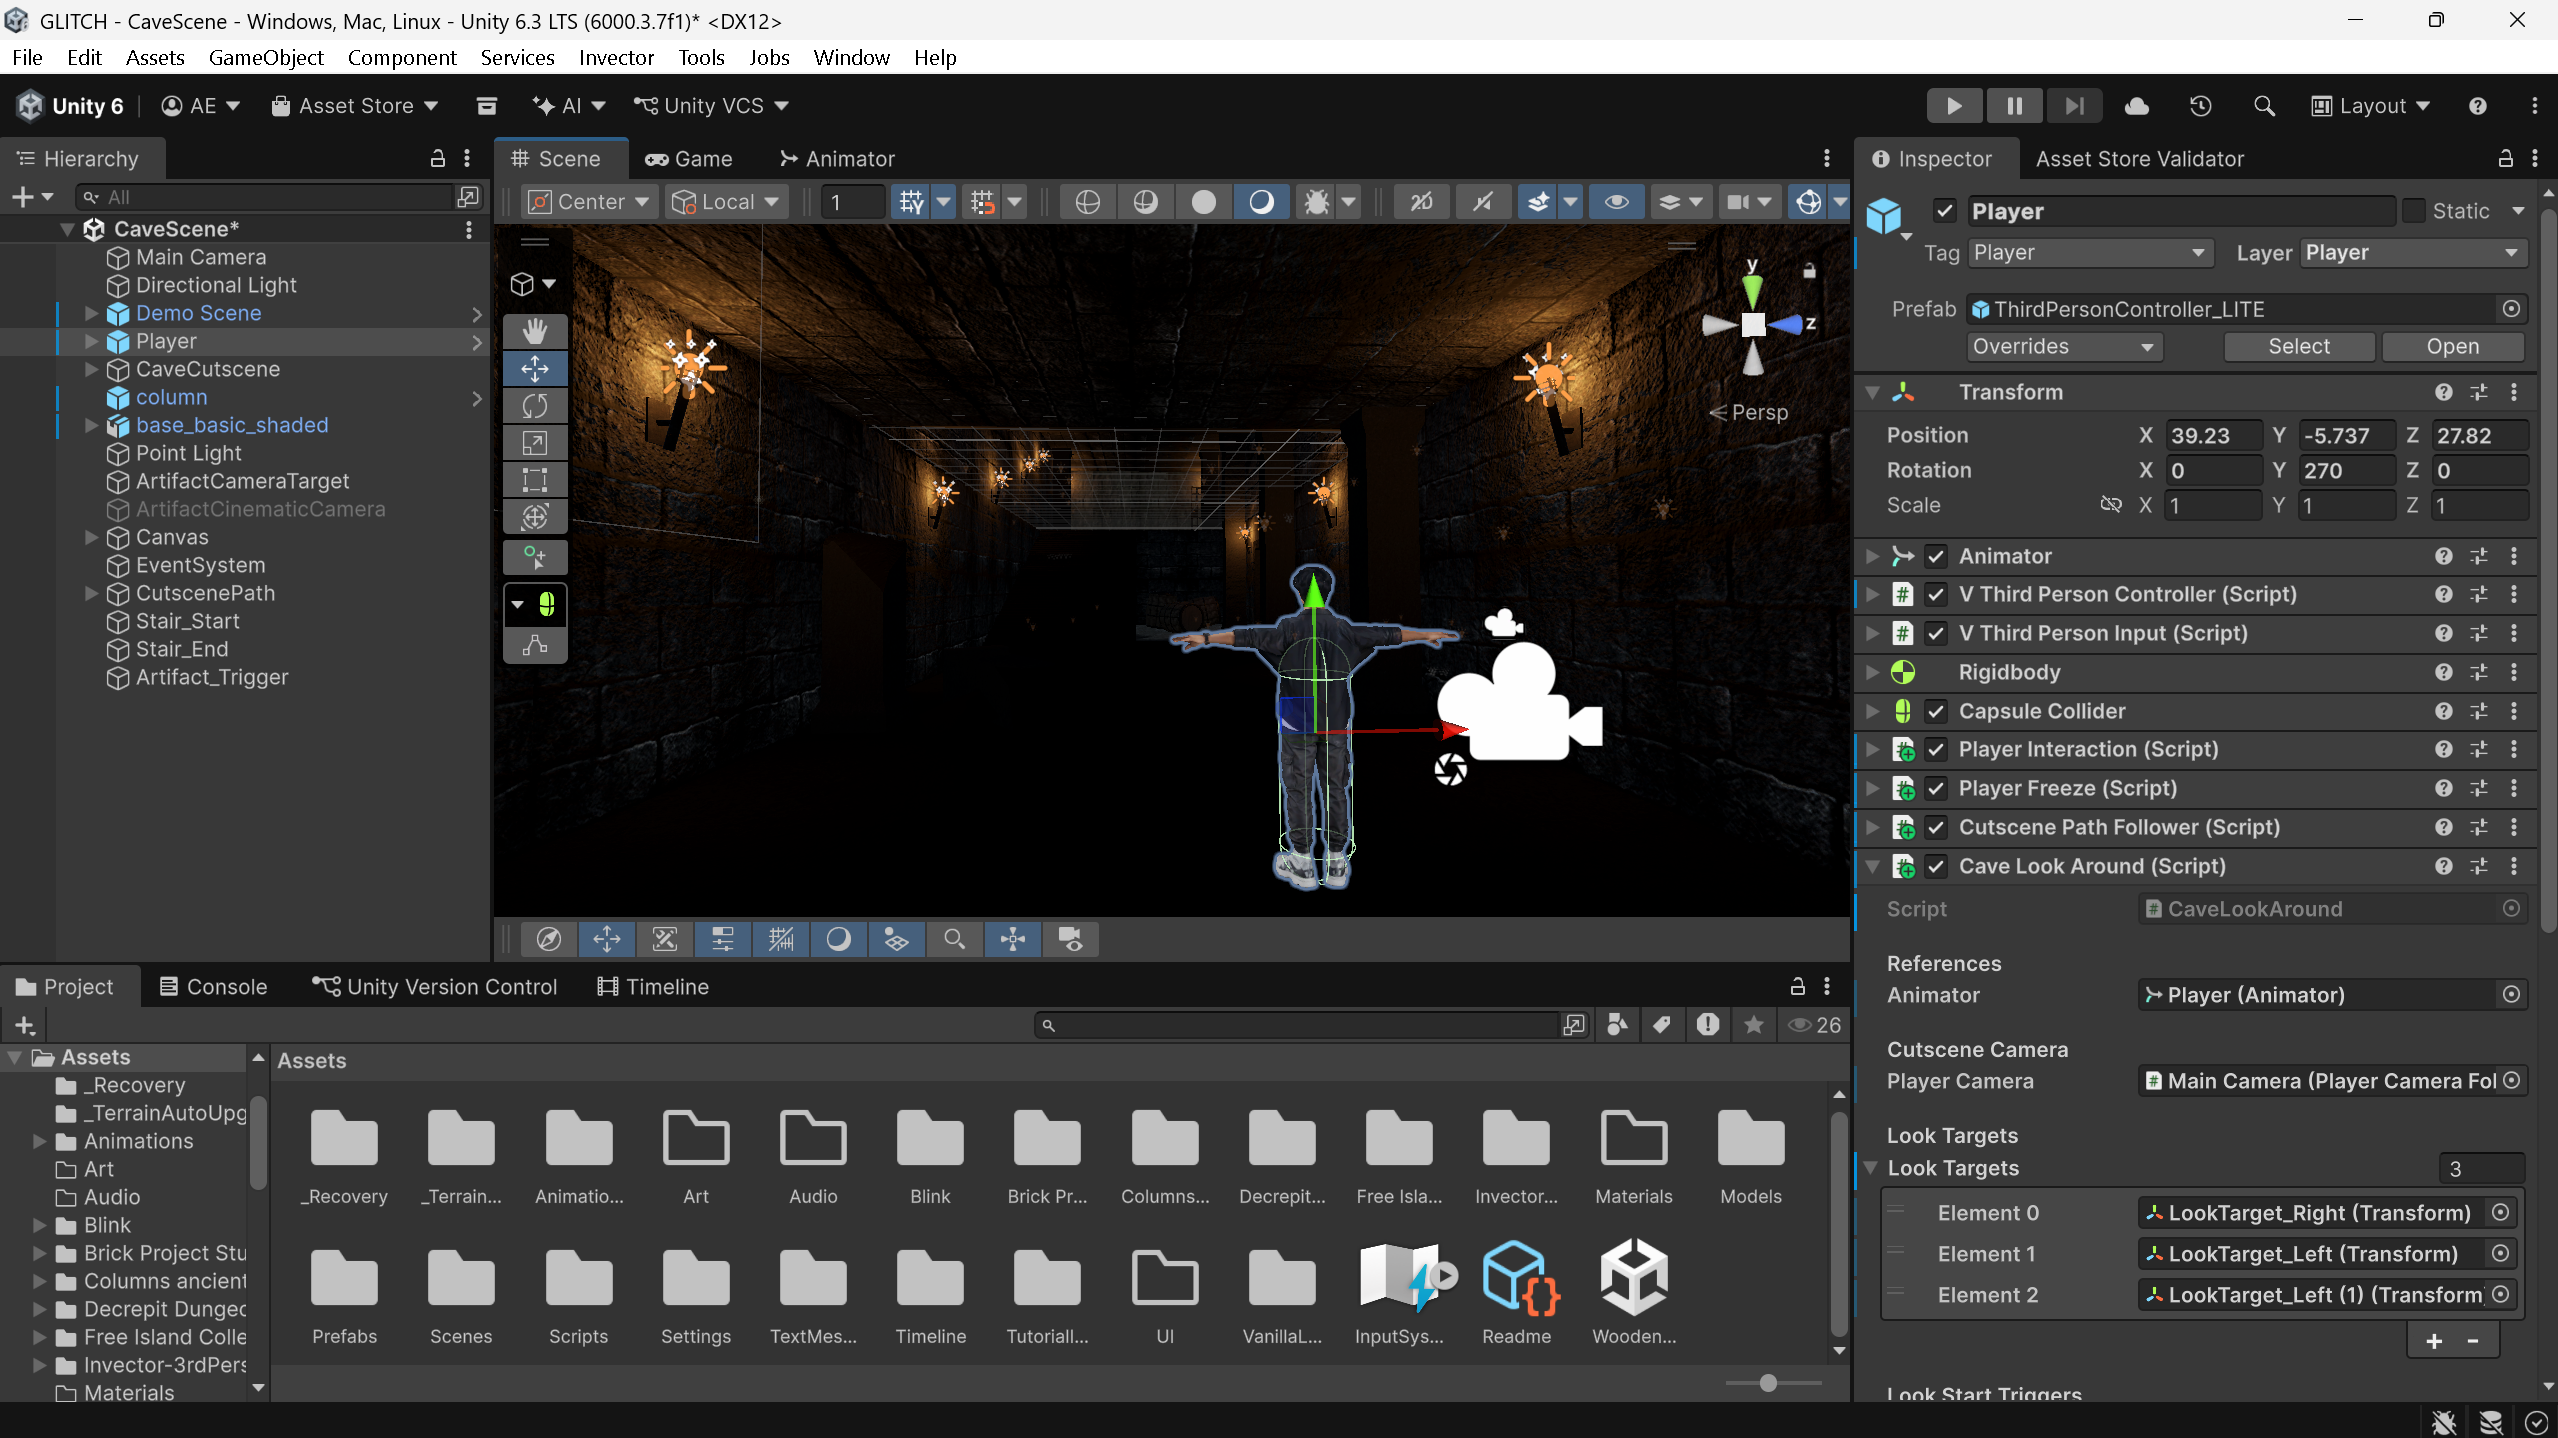 GLITCH - CaveScene - Windows, Mac, Linux - Unity 6.3 LTS (6000.3.7f1)* <DX12>
File Edit Assets GameObject Component Services Invector Tools Jobs Window Help
Unity 6 AE Asset Store AI Unity VCS Layout
Hierarchy
Scene Game Animator
Inspector Asset Store Validator
All
Center Local 1
CaveScene*
Main Camera
Directional Light
Demo Scene
Player
CaveCutscene
column
base_basic_shaded
Point Light
ArtifactCameraTarget
ArtifactCinematicCamera
Canvas
EventSystem
CutscenePath
Stair_Start
Stair_End
Artifact_Trigger
y
z
Persp
Player Static
Tag Player Layer Player
Prefab ThirdPersonController_LITE
Overrides Select Open
Transform
Position X 39.23 Y -5.737 Z 27.82
Rotation X 0 Y 270 Z 0
Scale X 1 Y 1 Z 1
Animator
V Third Person Controller (Script)
V Third Person Input (Script)
Rigidbody
Capsule Collider
Player Interaction (Script)
Player Freeze (Script)
Cutscene Path Follower (Script)
Cave Look Around (Script)
Script CaveLookAround
References
Animator Player (Animator)
Cutscene Camera
Player Camera Main Camera (Player Camera Fol
Look Targets
Look Targets 3
Element 0 LookTarget_Right (Transform)
Element 1 LookTarget_Left (Transform)
Element 2 LookTarget_Left (1) (Transform
+ -
Look Start Triggers
Project Console Unity Version Control Timeline
26
Assets
_Recovery
_TerrainAutoUpg
Animations
Art
Audio
Blink
Brick Project Stu
Columns ancient
Decrepit Dungeo
Free Island Colle
Invector-3rdPers
Materials
Assets
_Recovery _Terrain... Animatio... Art Audio Blink Brick Pr... Columns... Decrepit... Free Isla... Invector... Materials Models
Prefabs Scenes Scripts Settings TextMes... Timeline Tutoriall... UI VanillaL... InputSys... Readme Wooden...